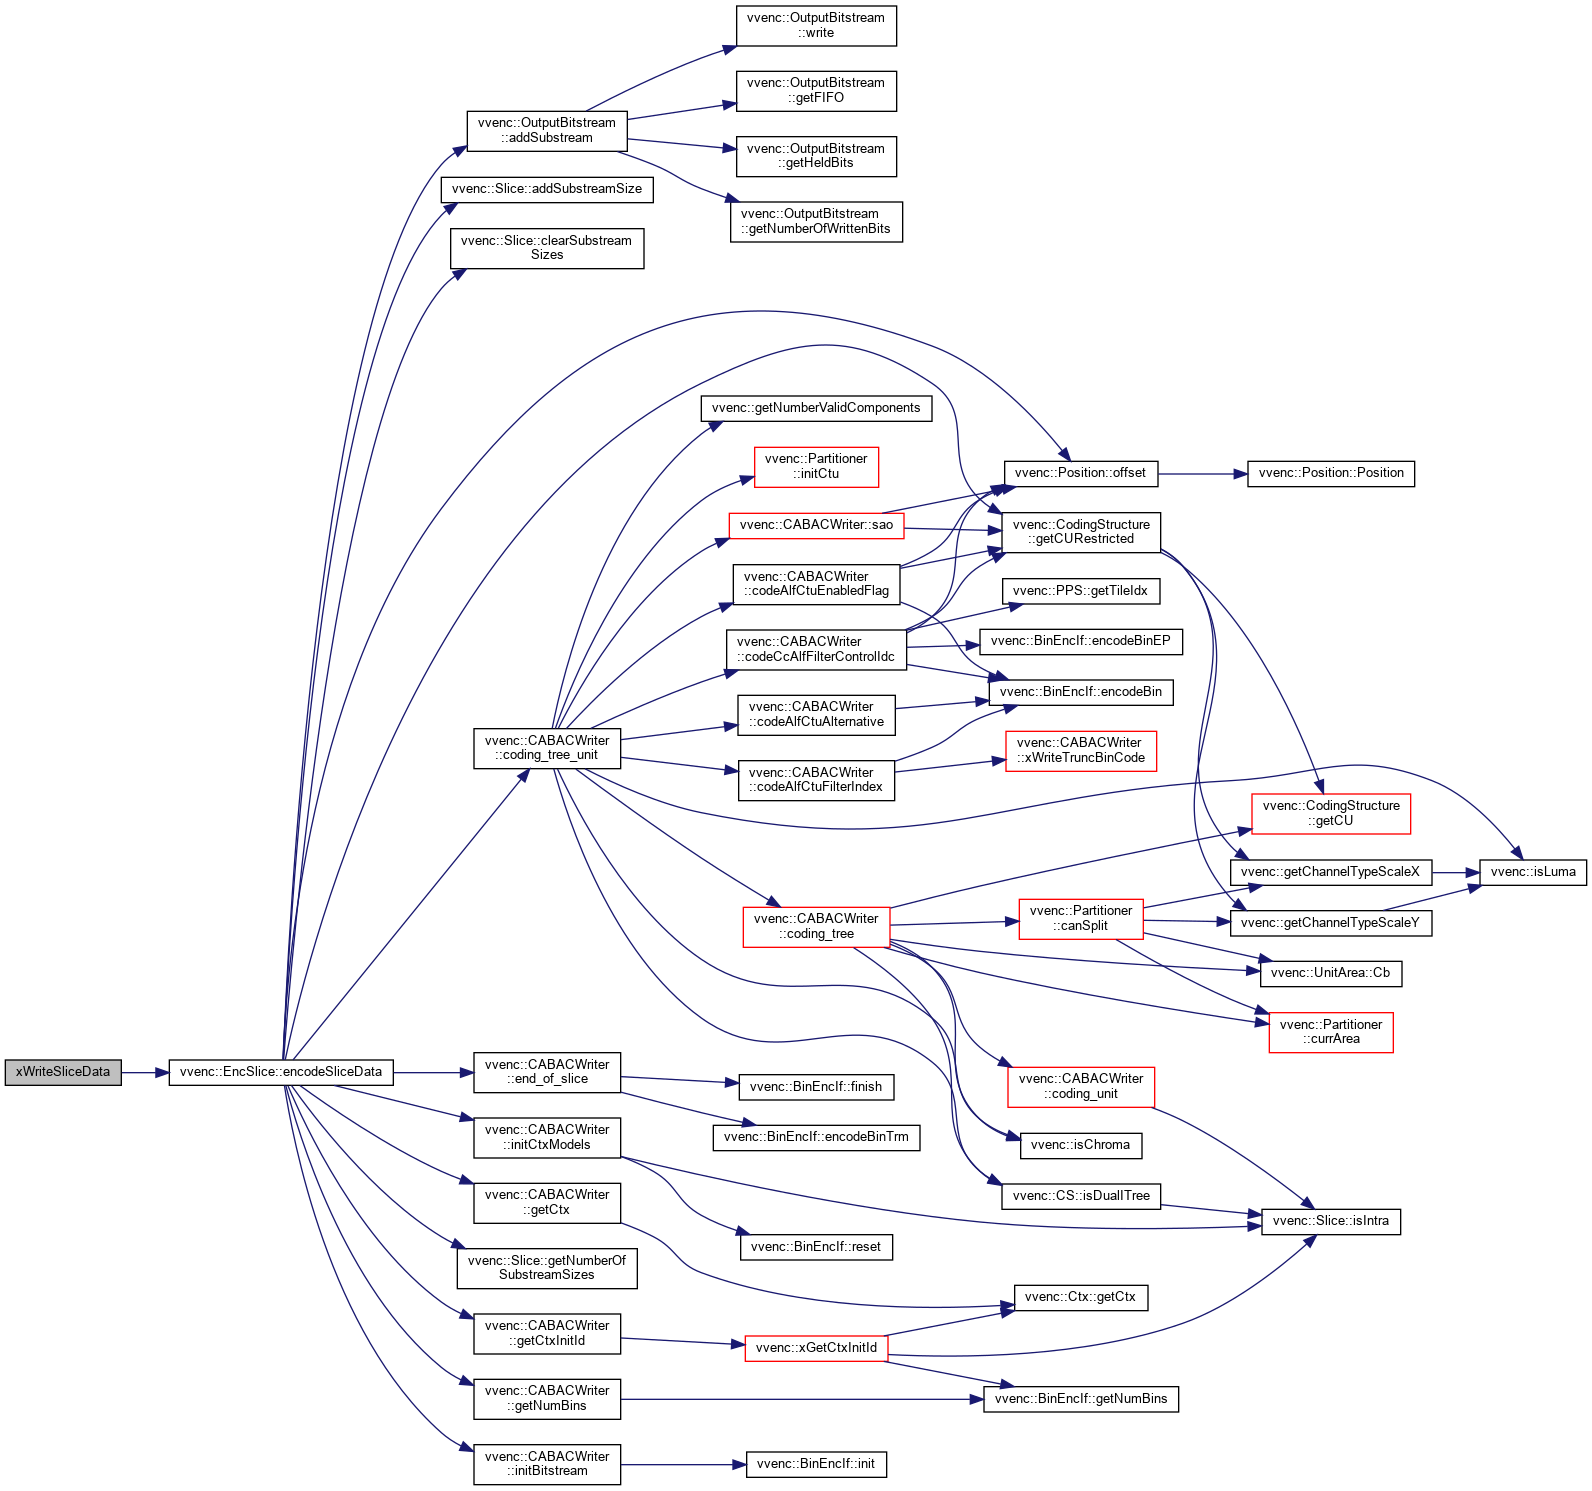 vvenc::OutputBitstream
::write
vvenc::OutputBitstream
::getFIFO
vvenc::OutputBitstream
::addSubstream
vvenc::OutputBitstream
::getHeldBits
vvenc::Slice::addSubstreamSize
vvenc::OutputBitstream
::getNumberOfWrittenBits
vvenc::Slice::clearSubstream
Sizes
vvenc::getNumberValidComponents
vvenc::Partitioner
::initCtu
vvenc::Position::offset
vvenc::Position::Position
vvenc::CABACWriter::sao
vvenc::CodingStructure
::getCURestricted
vvenc::CABACWriter
::codeAlfCtuEnabledFlag
vvenc::PPS::getTileIdx
vvenc::CABACWriter
::codeCcAlfFilterControlIdc
vvenc::BinEncIf::encodeBinEP
vvenc::BinEncIf::encodeBin
vvenc::CABACWriter
::codeAlfCtuAlternative
vvenc::CABACWriter
::coding_tree_unit
vvenc::CABACWriter
::xWriteTruncBinCode
vvenc::CABACWriter
::codeAlfCtuFilterIndex
vvenc::CodingStructure
::getCU
vvenc::getChannelTypeScaleX
vvenc::isLuma
vvenc::CABACWriter
::coding_tree
vvenc::Partitioner
::canSplit
vvenc::getChannelTypeScaleY
vvenc::UnitArea::Cb
vvenc::Partitioner
::currArea
xWriteSliceData
vvenc::EncSlice::encodeSliceData
vvenc::CABACWriter
::end_of_slice
vvenc::BinEncIf::finish
vvenc::CABACWriter
::coding_unit
vvenc::CABACWriter
::initCtxModels
vvenc::BinEncIf::encodeBinTrm
vvenc::isChroma
vvenc::CABACWriter
::getCtx
vvenc::CS::isDualITree
vvenc::Slice::isIntra
vvenc::BinEncIf::reset
vvenc::Slice::getNumberOf
SubstreamSizes
vvenc::Ctx::getCtx
vvenc::CABACWriter
::getCtxInitId
vvenc::xGetCtxInitId
vvenc::CABACWriter
::getNumBins
vvenc::BinEncIf::getNumBins
vvenc::CABACWriter
::initBitstream
vvenc::BinEncIf::init